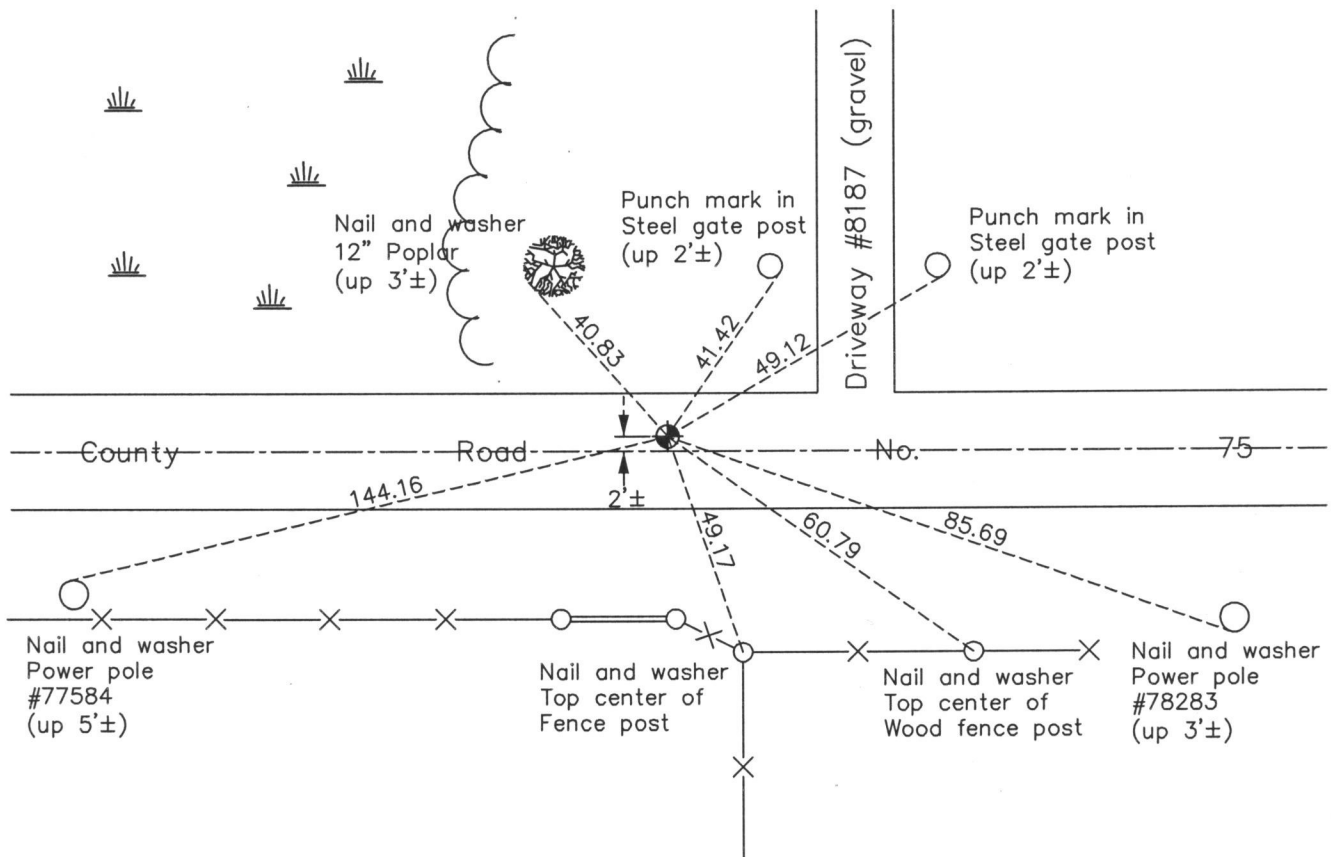 Nail and washer
12" Poplar
(up 3'±)
Punch mark in
Steel gate post
(up 2'±)
Driveway #8187 (gravel)
Punch mark in
Steel gate post
(up 2'±)
40.83
41.42
49.12
County Road No. 75
2'±
144.16
49.17
60.79
85.69
Nail and washer
Power pole
#77584
(up 5'±)
Nail and washer
Top center of
Fence post
Nail and washer
Top center of
Wood fence post
Nail and washer
Power pole
#78283
(up 3'±)